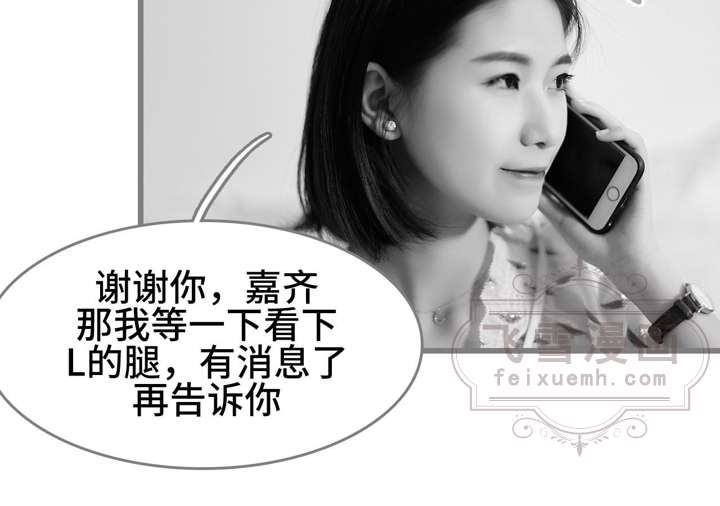 谢谢你，嘉齐
那我等一下看下
L的腿，有消息了
再告诉你
飞雪漫画
feixuemh.com